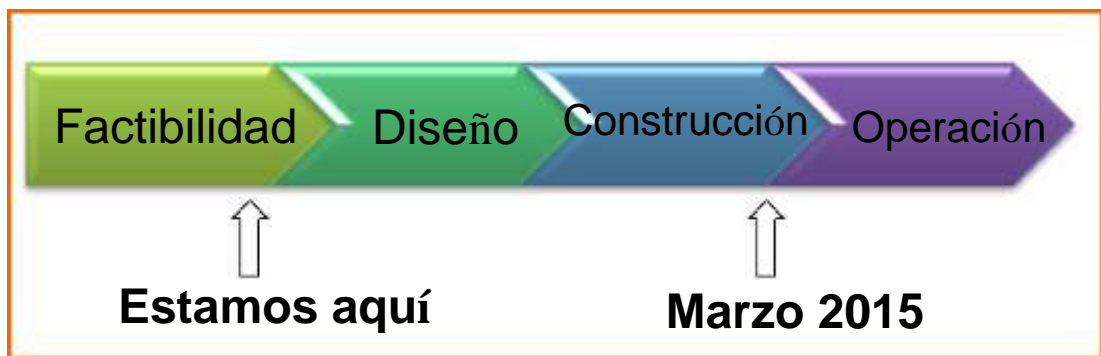 Factibilidad Diseño Construcción Operación
Estamos aquí Marzo 2015